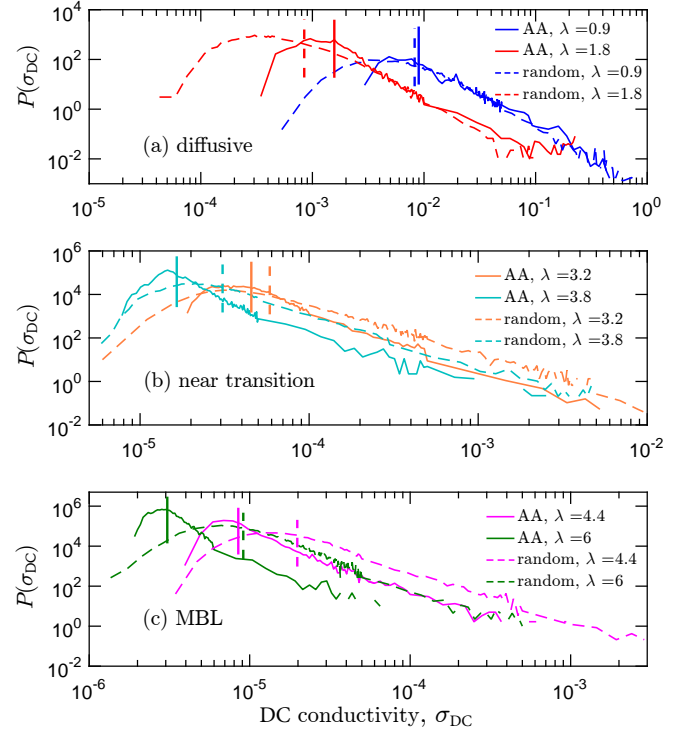 10^4
10^2
10^0
10^-2
P(σ_DC)
AA, λ =0.9
AA, λ =1.8
random, λ =0.9
random, λ =1.8
(a) diffusive
10^-5 10^-4 10^-3 10^-2 10^-1 10^0
10^6
10^4
10^2
10^0
10^-2
P(σ_DC)
AA, λ =3.2
AA, λ =3.8
random, λ =3.2
random, λ =3.8
(b) near transition
10^-5 10^-4 10^-3 10^-2
10^6
10^4
10^2
10^0
10^-2
P(σ_DC)
AA, λ =4.4
AA, λ =6
random, λ =4.4
random, λ =6
(c) MBL
10^-6 10^-5 10^-4 10^-3
DC conductivity, σ_DC